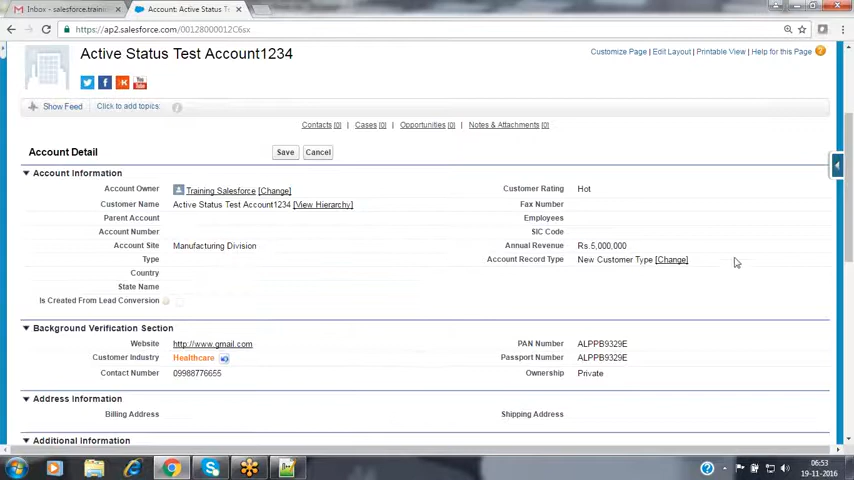 Inbox - salesforce.trainin
Account: Active Status T
https://ap2.salesforce.com/00128000012C6sx
Active Status Test Account1234
Customize Page | Edit Layout | Printable View | Help for this Page
You Tube
Show Feed Click to add topics:
Contacts [0] | Cases [0] | Opportunities [0] | Notes & Attachments [0]
Account Detail Save Cancel
Account Information
Account Owner Training Salesforce [Change] Customer Rating Hot
Customer Name Active Status Test Account1234 [View Hierarchy] Fax Number
Parent Account Employees
Account Number SIC Code
Account Site Manufacturing Division Annual Revenue Rs.5,000,000
Type Account Record Type New Customer Type [Change]
Country
State Name
Is Created From Lead Conversion
Background Verification Section
Website http://www.gmail.com PAN Number ALPPB9329E
Customer Industry Healthcare Passport Number ALPPB9329E
Contact Number 09988776655 Ownership Private
Address Information
Billing Address Shipping Address
Additional Information
06:53
19-11-2016